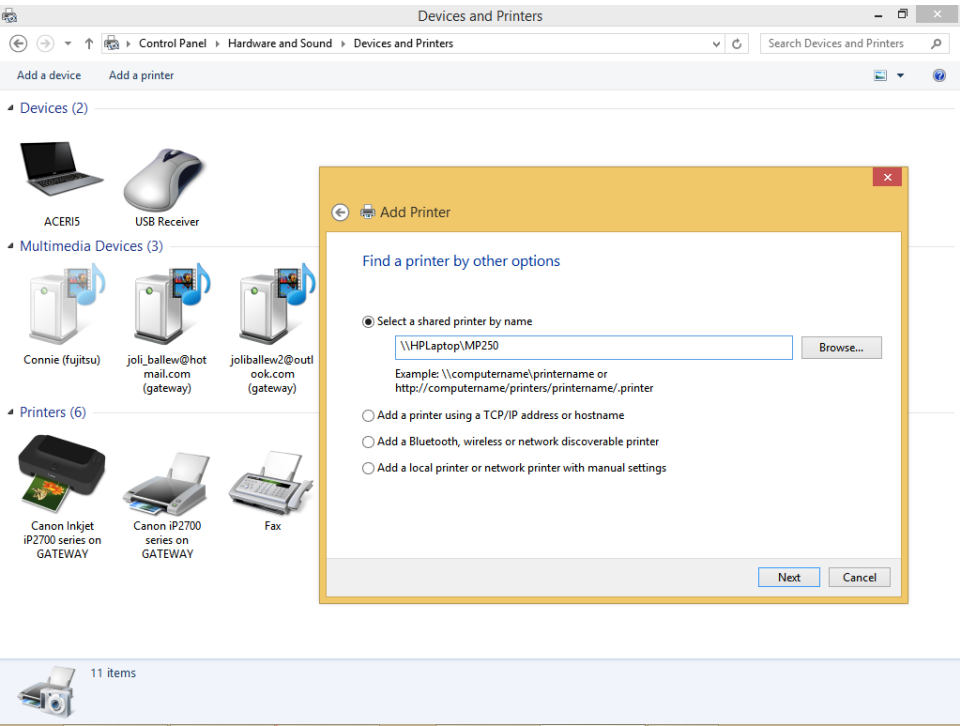 Devices and Printers
Control Panel Hardware and Sound Devices and Printers
Search Devices and Printers
Add a device Add a printer
Devices (2)
ACERI5
USB Receiver
Multimedia Devices (3)
Connie (fujitsu)
joli_ballew@hot
mail.com
(gateway)
joliballew2@outl
ook.com
(gateway)
Printers (6)
Canon Inkjet
iP2700 series on
GATEWAY
Canon iP2700
series on
GATEWAY
Fax
Add Printer
Find a printer by other options
Select a shared printer by name
\\HPLaptop\MP250
Browse...
Example: \\computername\printername or
http://computername/printers/printername/.printer
Add a printer using a TCP/IP address or hostname
Add a Bluetooth, wireless or network discoverable printer
Add a local printer or network printer with manual settings
Next Cancel
11 items